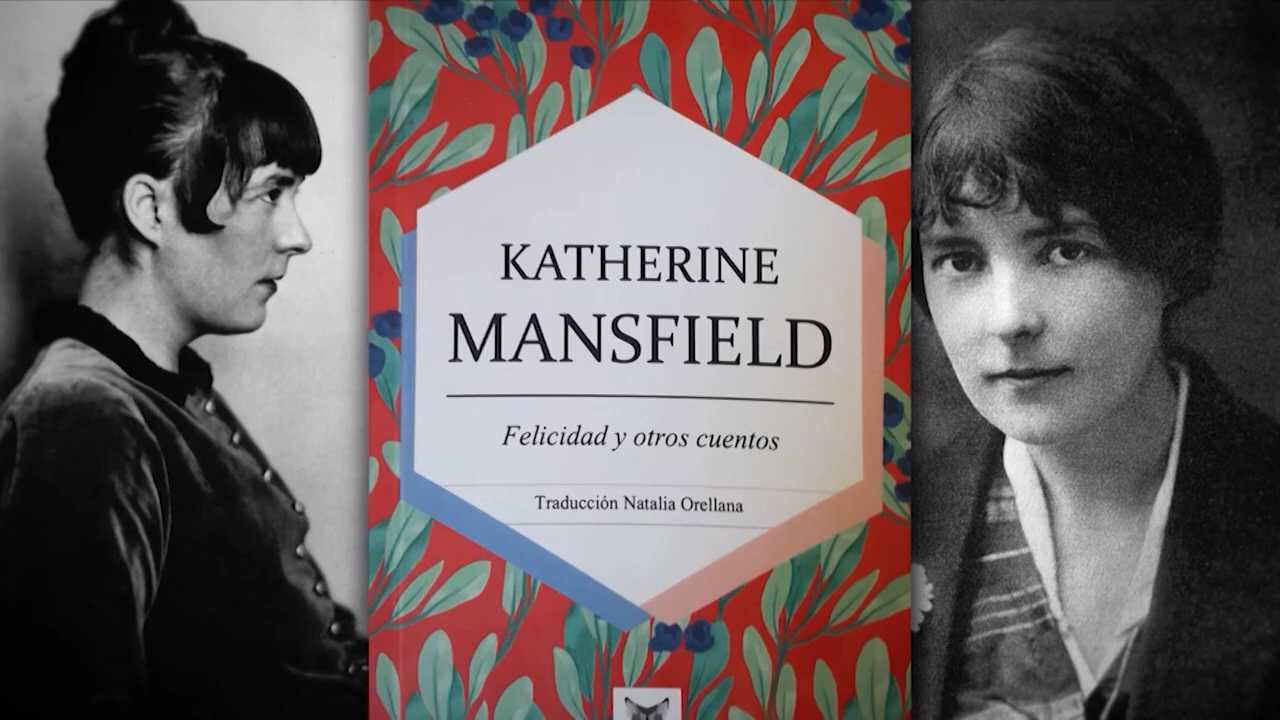 KATHERINE
MANSFIELD
Felicidad y otros cuentos
Traducción Natalia Orellana